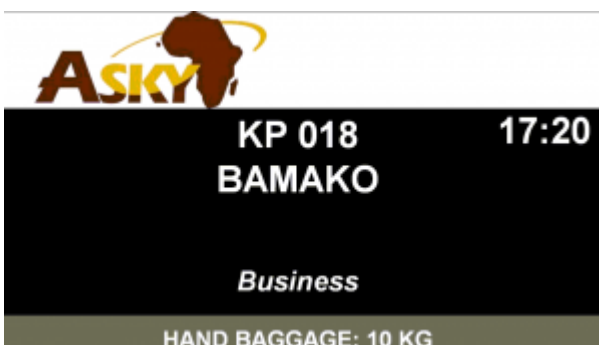 ASKY
KP 018 17:20
BAMAKO
Business
HAND BAGGAGE: 10 KG